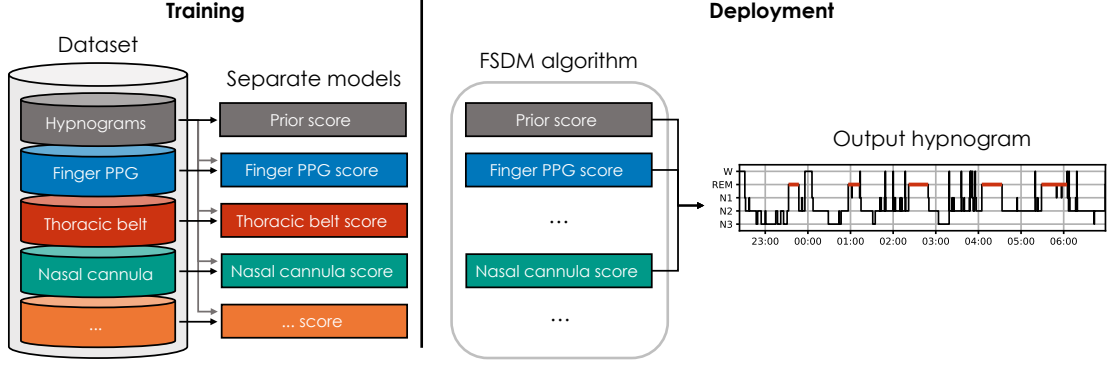 Training
Deployment
Dataset
Separate models
Hypnograms
Finger PPG
Thoracic belt
Nasal cannula
...
Prior score
Finger PPG score
Thoracic belt score
Nasal cannula score
... score
FSDM algorithm
Prior score
Finger PPG score
...
Nasal cannula score
...
Output hypnogram
W
REM
N1
N2
N3
23:00 00:00 01:00 02:00 03:00 04:00 05:00 06:00